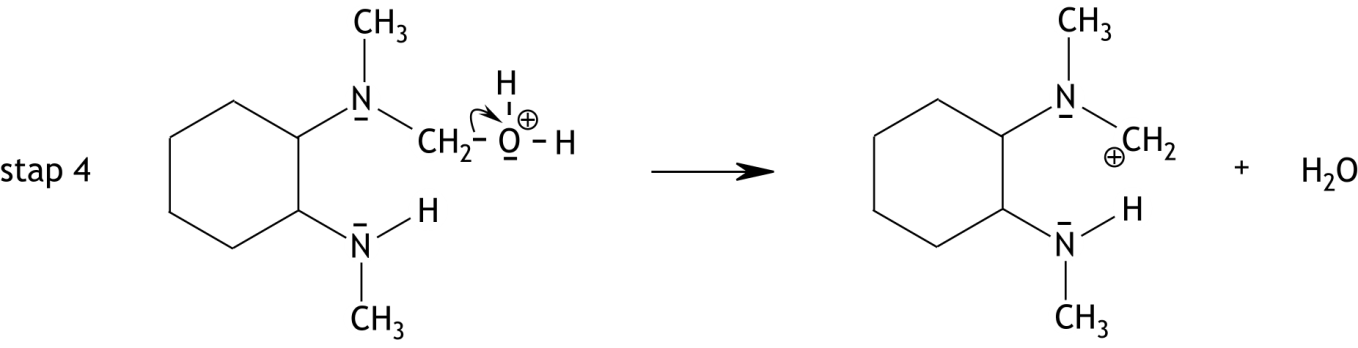 stap 4
CH₃
N
CH₂ – O – H
H
⊕
N H
CH₃
CH₃
N
CH₂
⊕
N H
CH₃
+ H₂O